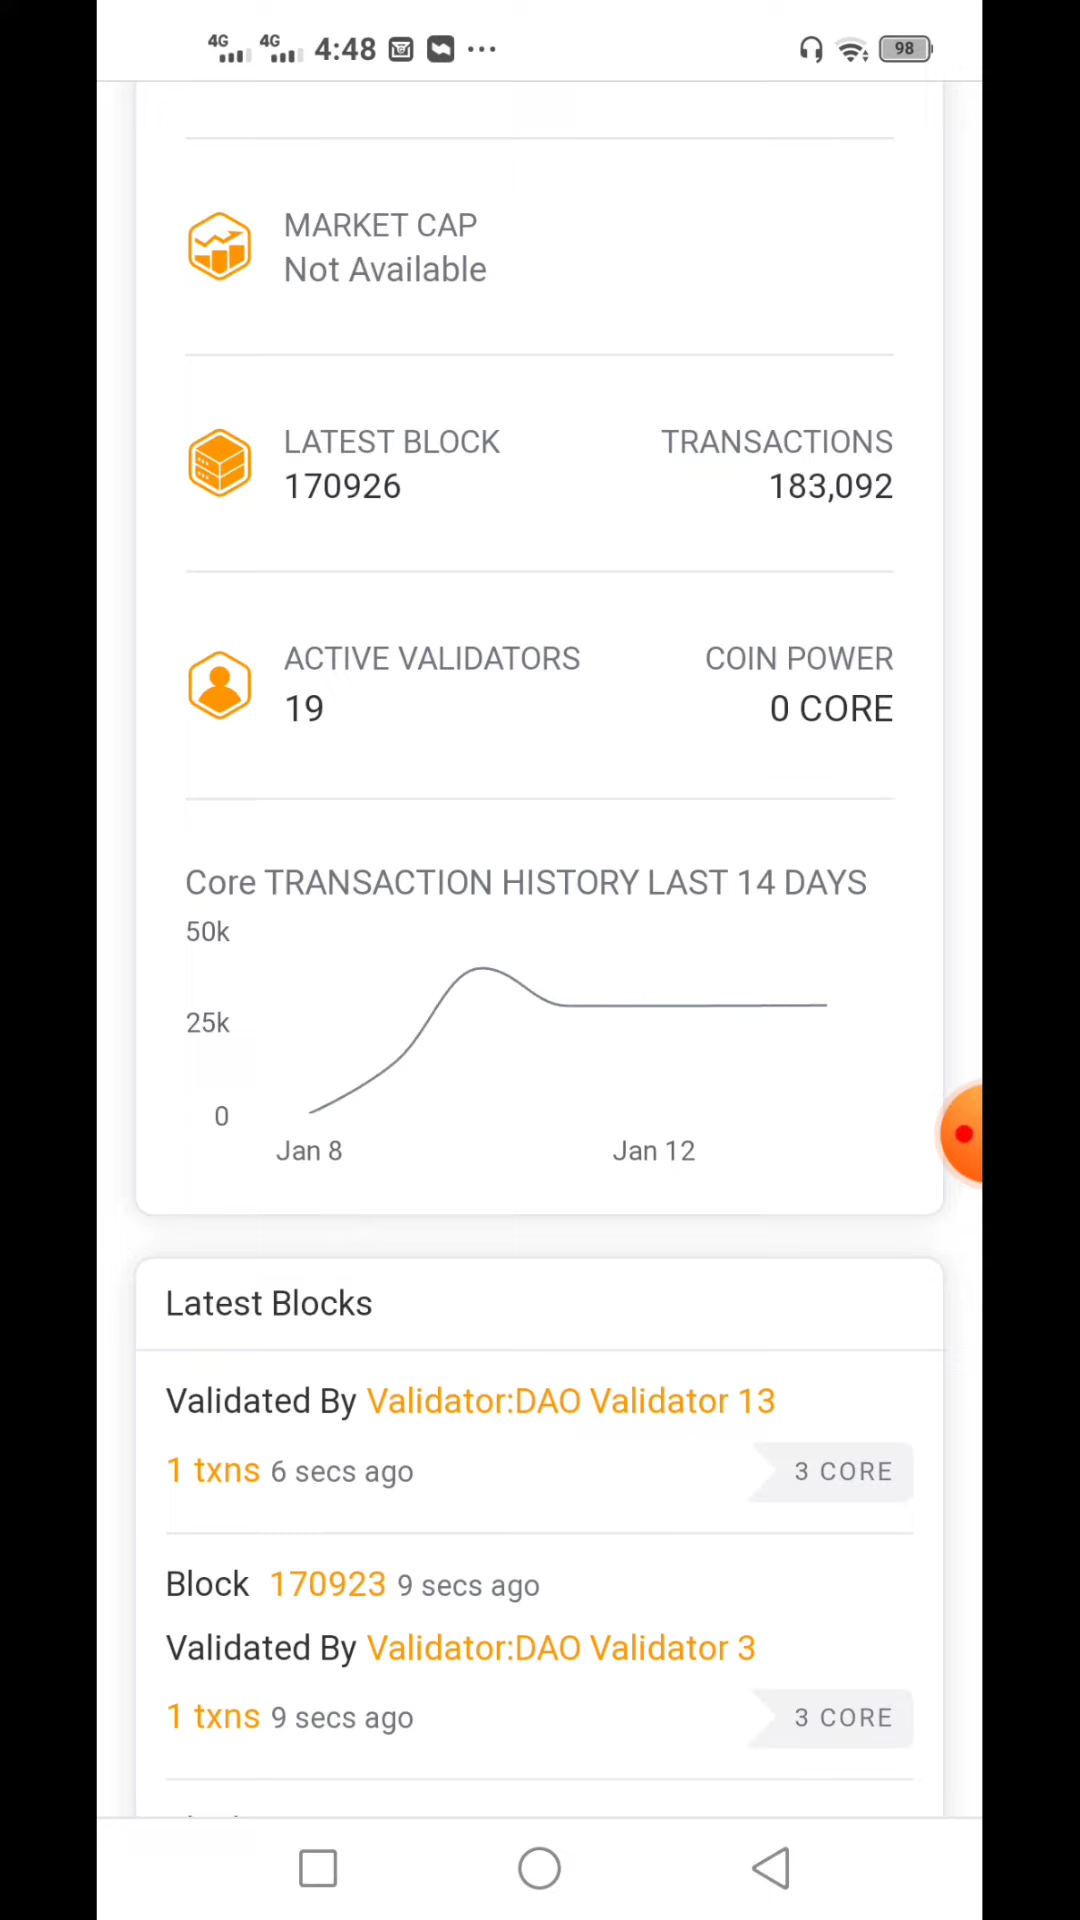 4G 4G 4:48 98
MARKET CAP
Not Available
LATEST BLOCK TRANSACTIONS
170926 183,092
ACTIVE VALIDATORS COIN POWER
19 0 CORE
Core TRANSACTION HISTORY LAST 14 DAYS
50k
25k
0
Jan 8 Jan 12
Latest Blocks
Validated By Validator:DAO Validator 13
1 txns 6 secs ago 3 CORE
Block 170923 9 secs ago
Validated By Validator:DAO Validator 3
1 txns 9 secs ago 3 CORE